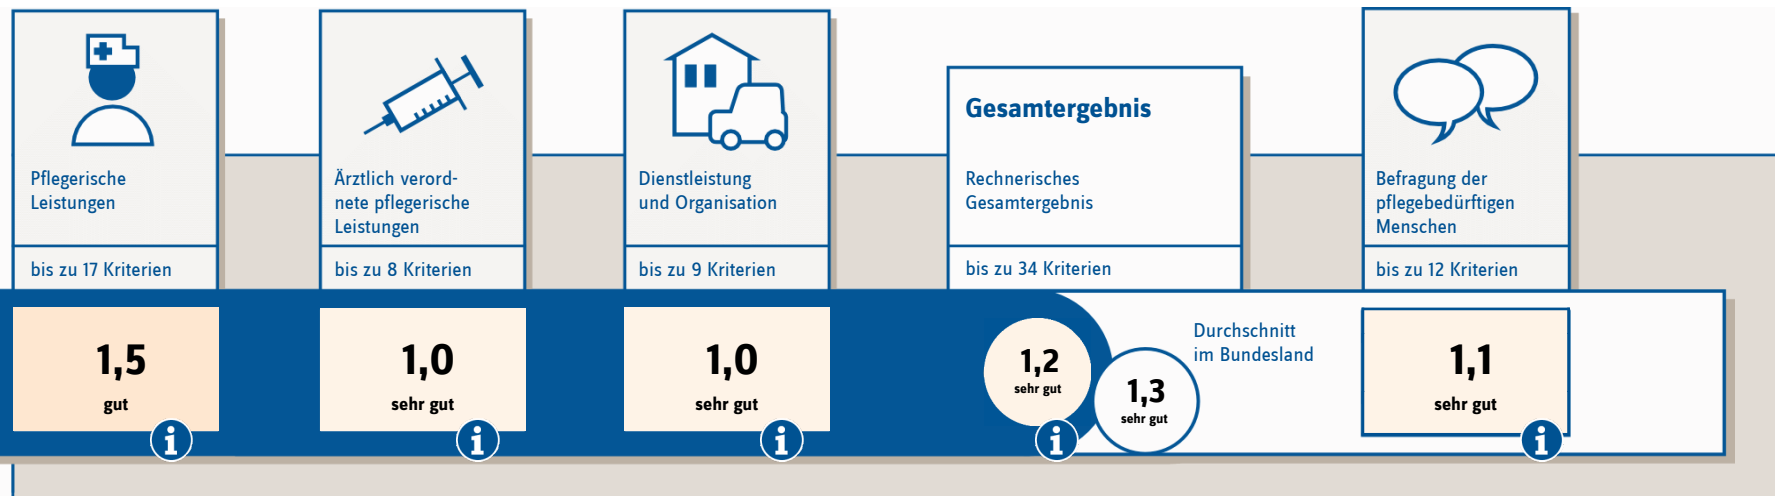 Pflegerische
Leistungen
bis zu 17 Kriterien
1,5
gut
i
Ärztlich verord-
nete pflegerische
Leistungen
bis zu 8 Kriterien
1,0
sehr gut
i
Dienstleistung
und Organisation
bis zu 9 Kriterien
1,0
sehr gut
i
Gesamtergebnis
Rechnerisches
Gesamtergebnis
bis zu 34 Kriterien
1,2
sehr gut
i
1,3
sehr gut
Durchschnitt
im Bundesland
Befragung der
pflegebedürftigen
Menschen
bis zu 12 Kriterien
1,1
sehr gut
i